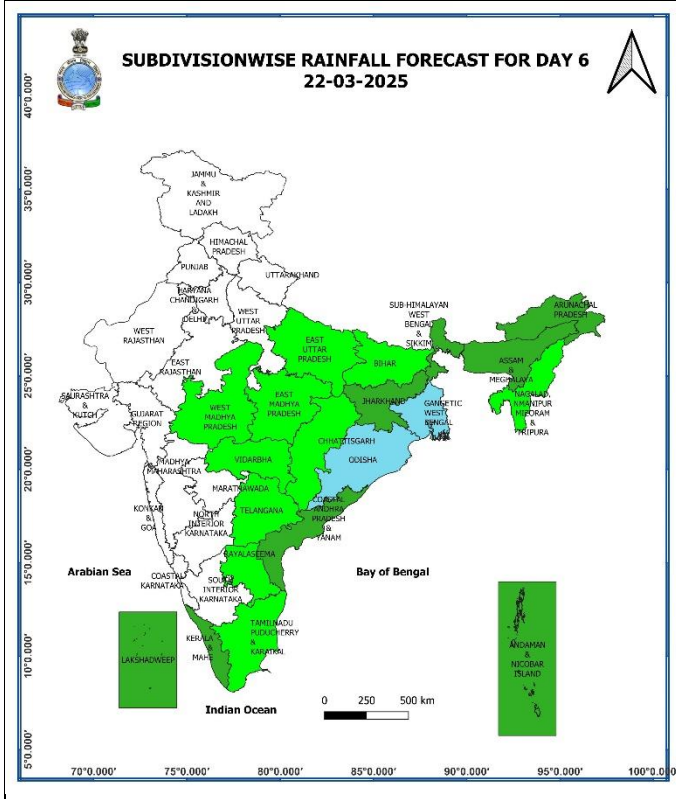 SUBDIVISIONWISE RAINFALL FORECAST FOR DAY 6
22-03-2025
JAMMU
&
KASHMIR
AND
LADAKH
HIMACHAL
PRADESH
PUNJAB
UTTARAKHAND
HARYANA
CHANDIGARH
&
DELHI
WEST
UTTAR
PRADESH
WEST
RAJASTHAN
EAST
RAJASTHAN
EAST
UTTAR
PRADESH
BIHAR
SUB-HIMALAYAN
WEST
BENGAL
&
SIKKIM
ARUNACHAL
PRADESH
ASSAM
&
MEGHALAYA
NAGALAD,
NMANIPUR
MIZORAM
&
TRIPURA
SAURASHTRA
&
KUTCH
GUJARAT
REGION
WEST
MADHYA
PRADESH
EAST
MADHYA
PRADESH
JHARKHAND
GANGETIC
WEST
BENGAL
CHHATTISGARH
ODISHA
VIDARBHA
MADHYA
MAHARASHTRA
MARATHAWADA
TELANGANA
KONKAN
&
GOA
NORTH
INTERIOR
KARNATAKA
ANDHRA
PRADESH
&
YANAM
RAYALASEEMA
COASTAL
KARNATAKA
SOUTH
INTERIOR
KARNATAKA
TAMILNADU
PUDUCHERRY
&
KARAIKAL
KERALA
&
MAHE
LAKSHADWEEP
ANDAMAN
&
NICOBAR
ISLAND
Arabian Sea
Bay of Bengal
Indian Ocean
0 250 500 km
40°0.000'
35°0.000'
30°0.000'
25°0.000'
20°0.000'
15°0.000'
10°0.000'
5°0.000'
70°0.000' 75°0.000' 80°0.000' 85°0.000' 90°0.000' 95°0.000' 100°0.000'